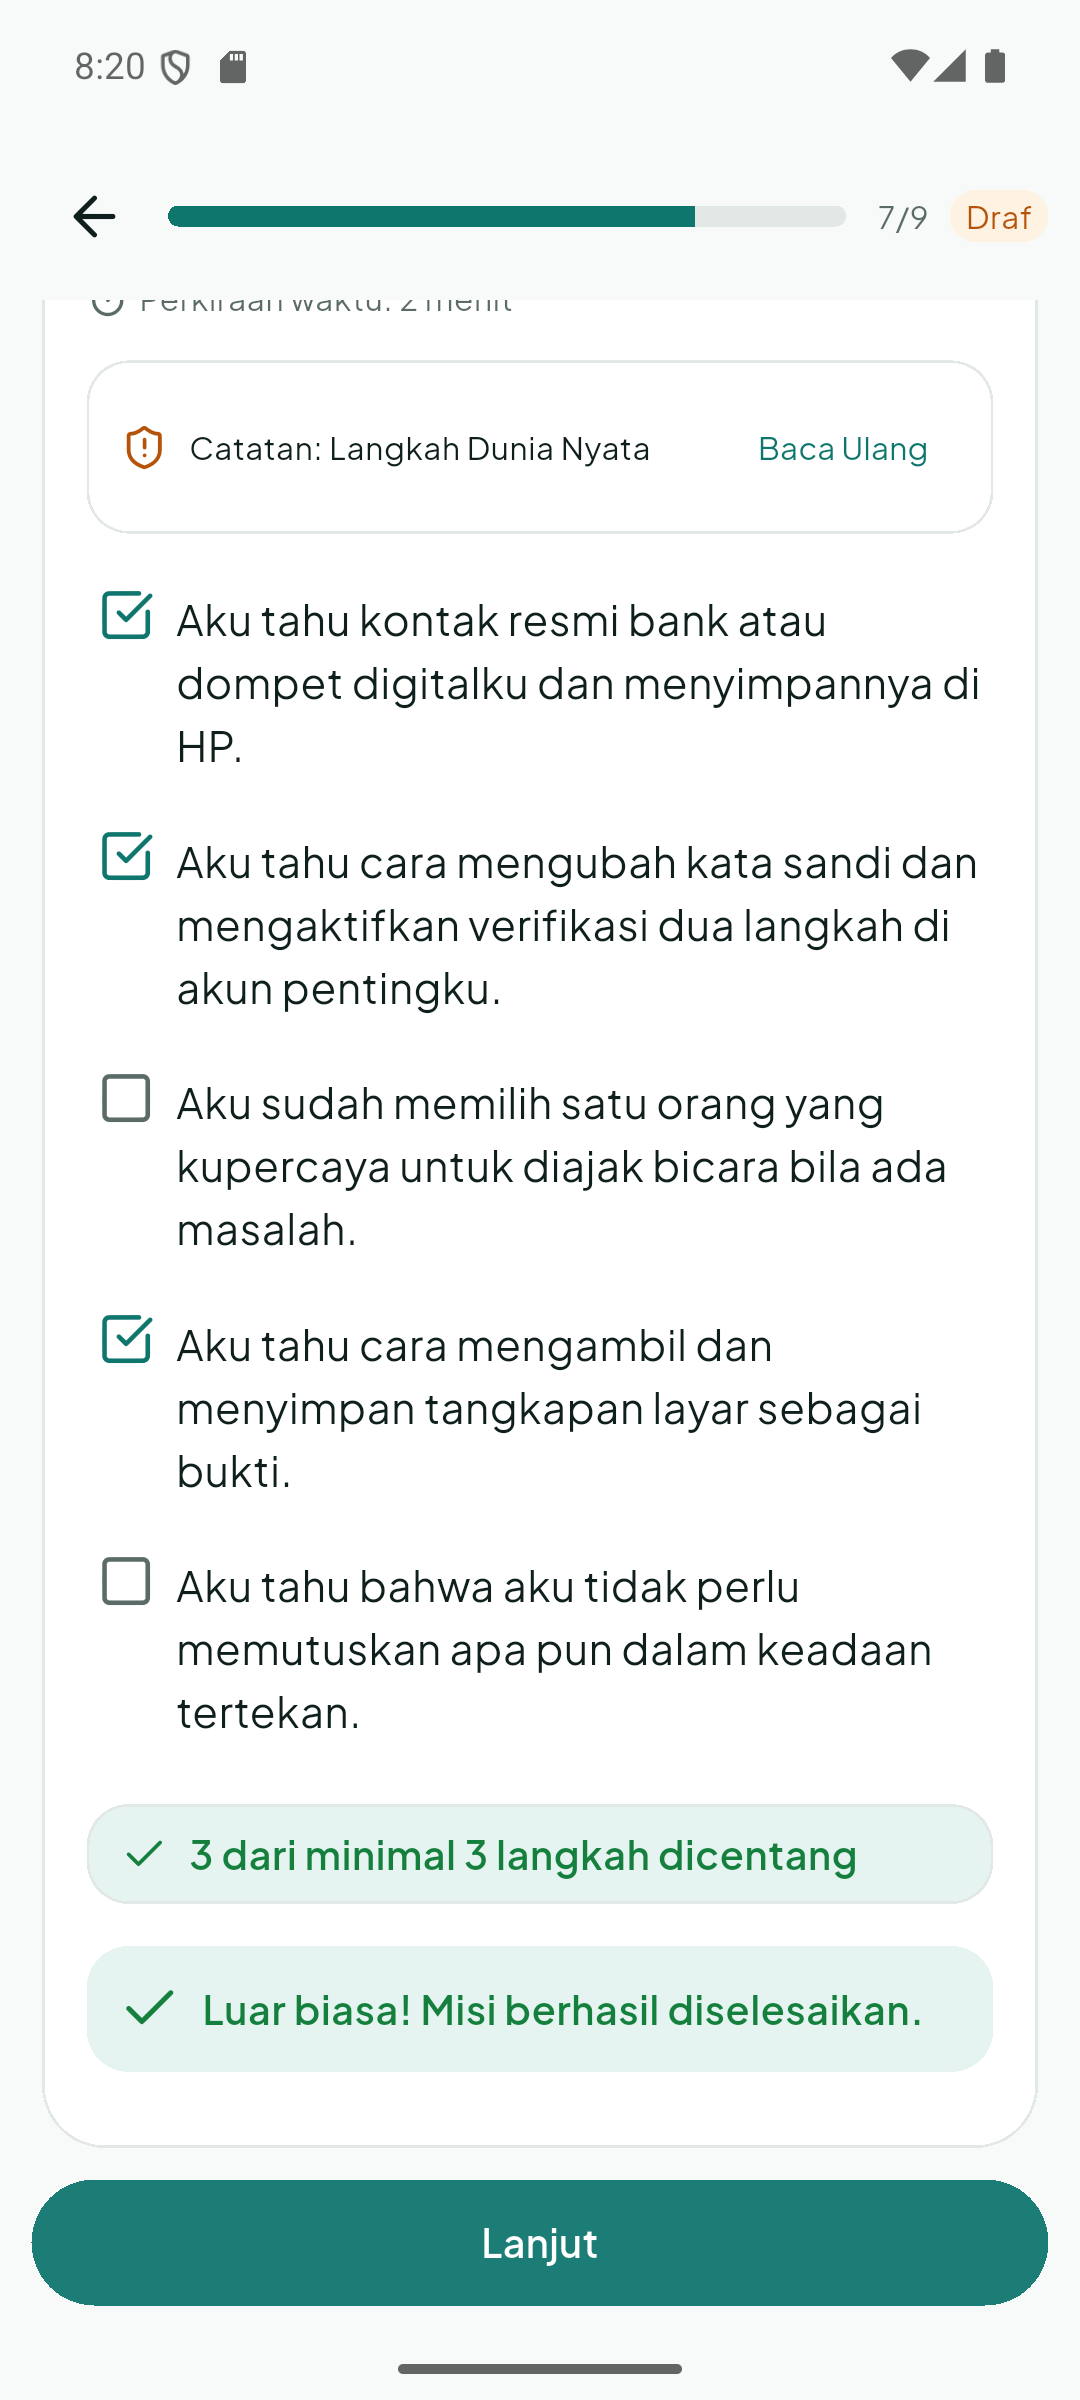 8:20
7/9
Draf
Perkiraan waktu: 2 menit
Catatan: Langkah Dunia Nyata
Baca Ulang
Aku tahu kontak resmi bank atau
dompet digitalku dan menyimpannya di
HP.
Aku tahu cara mengubah kata sandi dan
mengaktifkan verifikasi dua langkah di
akun pentingku.
Aku sudah memilih satu orang yang
kupercaya untuk diajak bicara bila ada
masalah.
Aku tahu cara mengambil dan
menyimpan tangkapan layar sebagai
bukti.
Aku tahu bahwa aku tidak perlu
memutuskan apa pun dalam keadaan
tertekan.
3 dari minimal 3 langkah dicentang
Luar biasa! Misi berhasil diselesaikan.
Lanjut